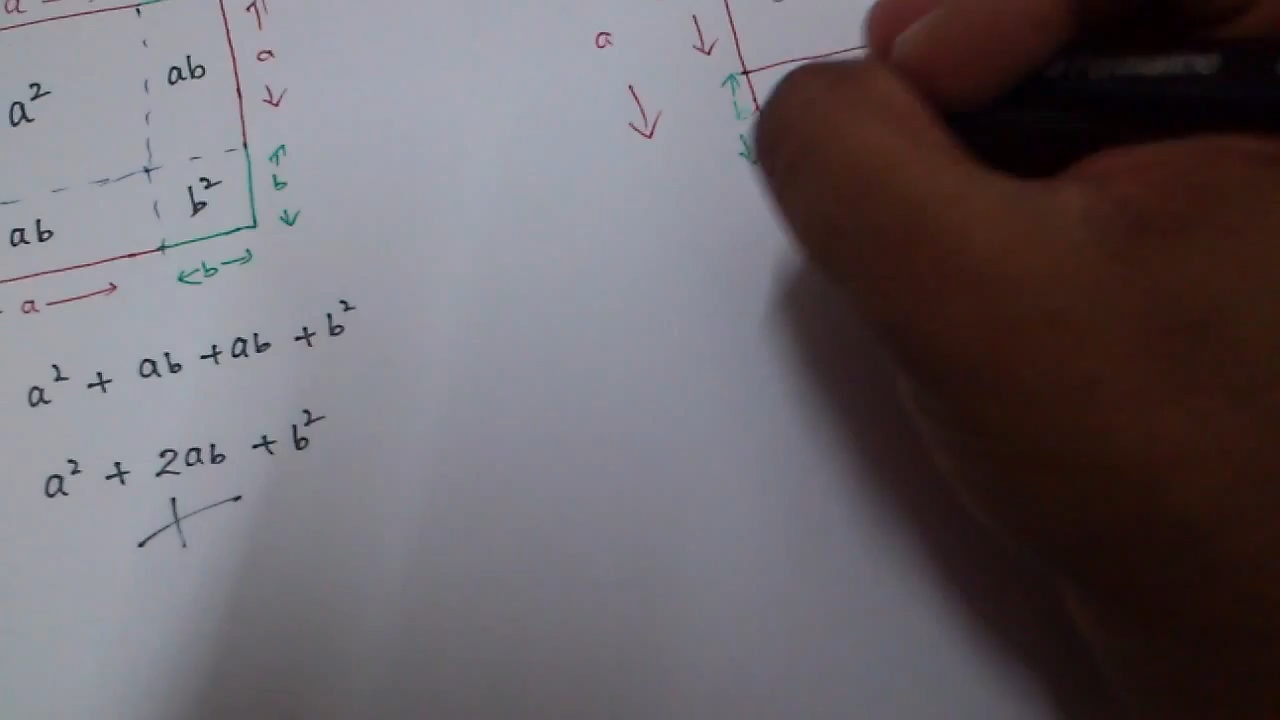 a
a² ab
a
ab b²
b
a b
a² + ab + ab + b²
a² + 2ab + b²
a
b